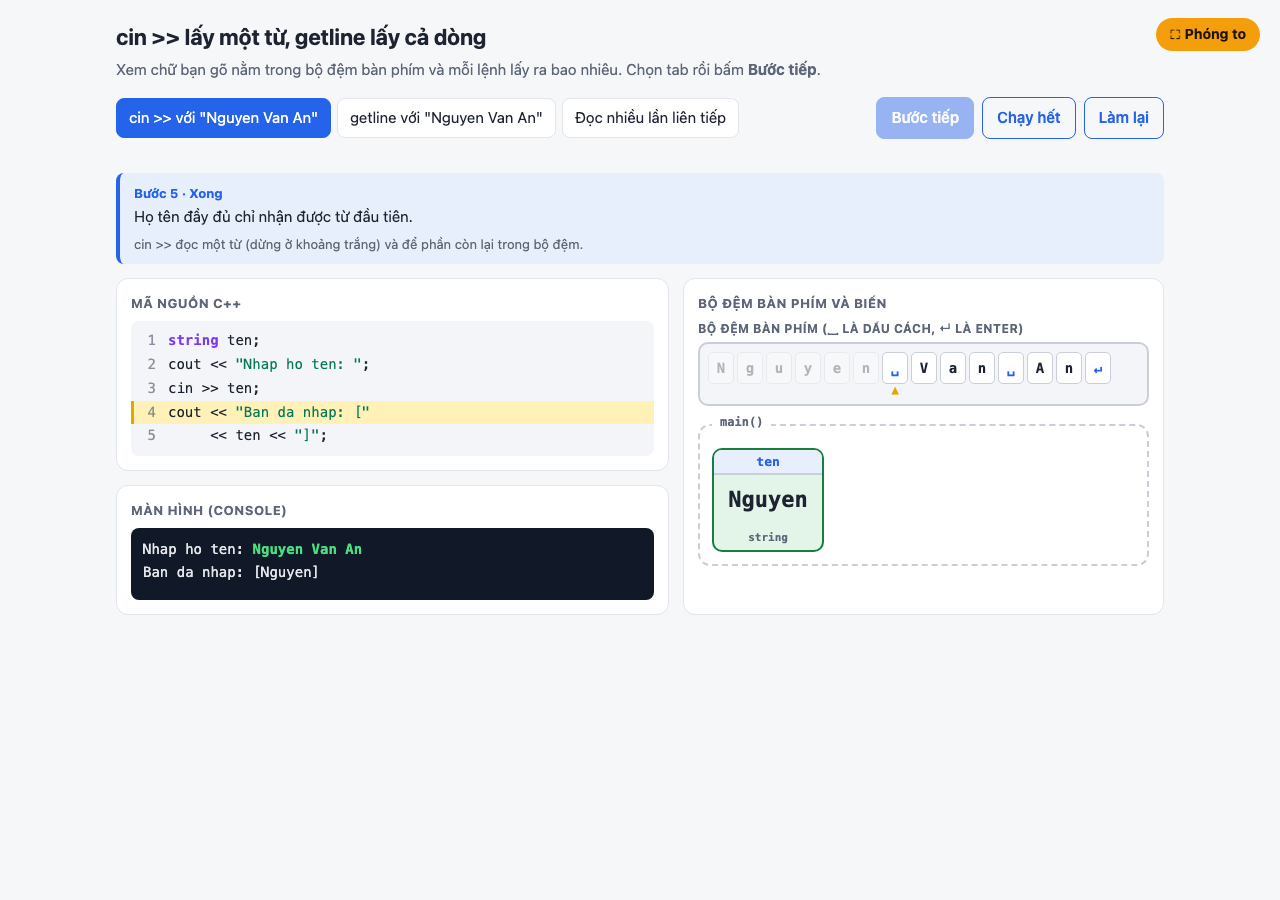 cin >> lấy một từ, getline lấy cả dòng
⛶ Phóng to
Xem chữ bạn gõ nằm trong bộ đệm bàn phím và mỗi lệnh lấy ra bao nhiêu. Chọn tab rồi bấm Bước tiếp.
cin >> với "Nguyen Van An"
getline với "Nguyen Van An"
Đọc nhiều lần liên tiếp
Bước tiếp
Chạy hết
Làm lại
Bước 5 · Xong
Họ tên đầy đủ chỉ nhận được từ đầu tiên.
cin >> đọc một từ (dừng ở khoảng trắng) và để phần còn lại trong bộ đệm.
MÃ NGUỒN C++
1 string ten;
2 cout << "Nhap ho ten: ";
3 cin >> ten;
4 cout << "Ban da nhap: ["
5 << ten << "]";
MÀN HÌNH (CONSOLE)
Nhap ho ten: Nguyen Van An
Ban da nhap: [Nguyen]
BỘ ĐỆM BÀN PHÍM VÀ BIẾN
BỘ ĐỆM BÀN PHÍM (⎵ LÀ DẤU CÁCH, ↵ LÀ ENTER)
N g u y e n ␣ V a n ␣ A n ↵
▲
main()
ten
Nguyen
string